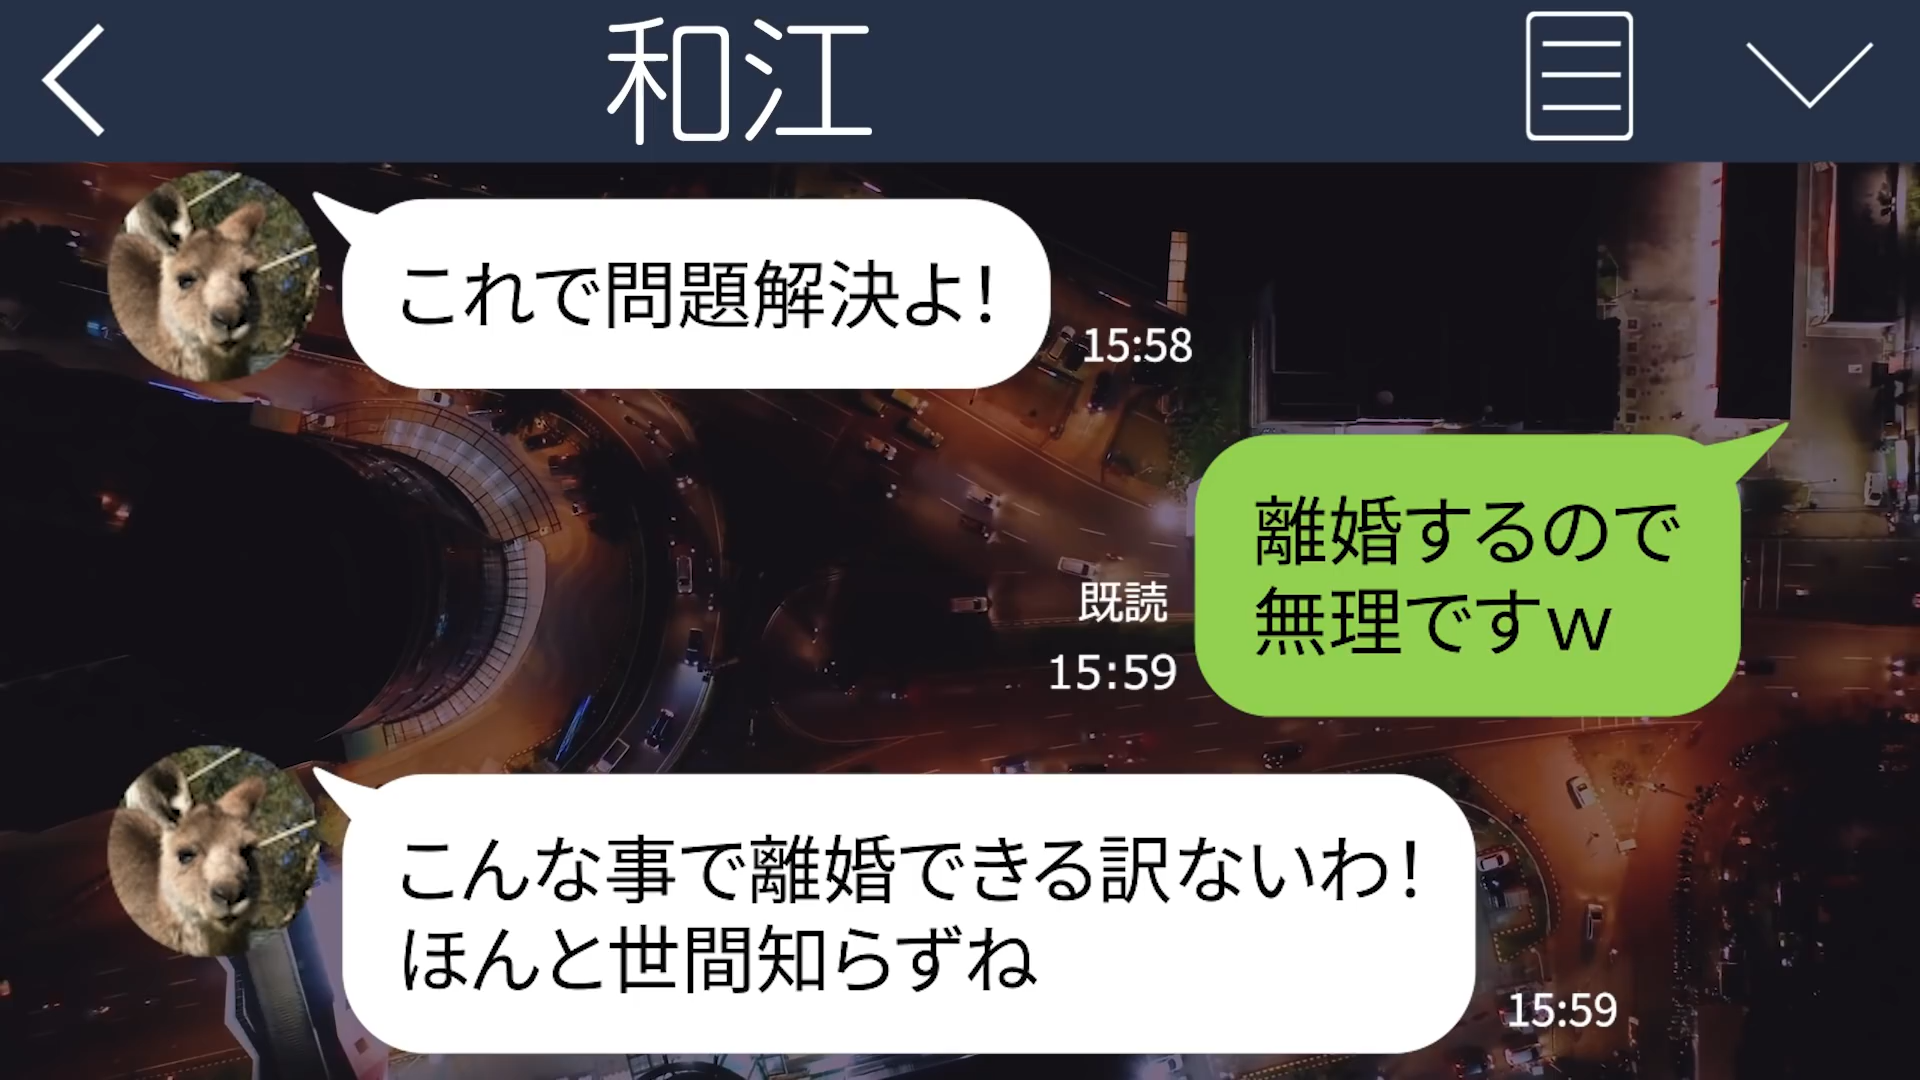 和江
これで問題解決よ！
15:58
離婚するので
無理ですｗ
既読
15:59
こんな事で離婚できる訳ないわ！
ほんと世間知らずね
15:59